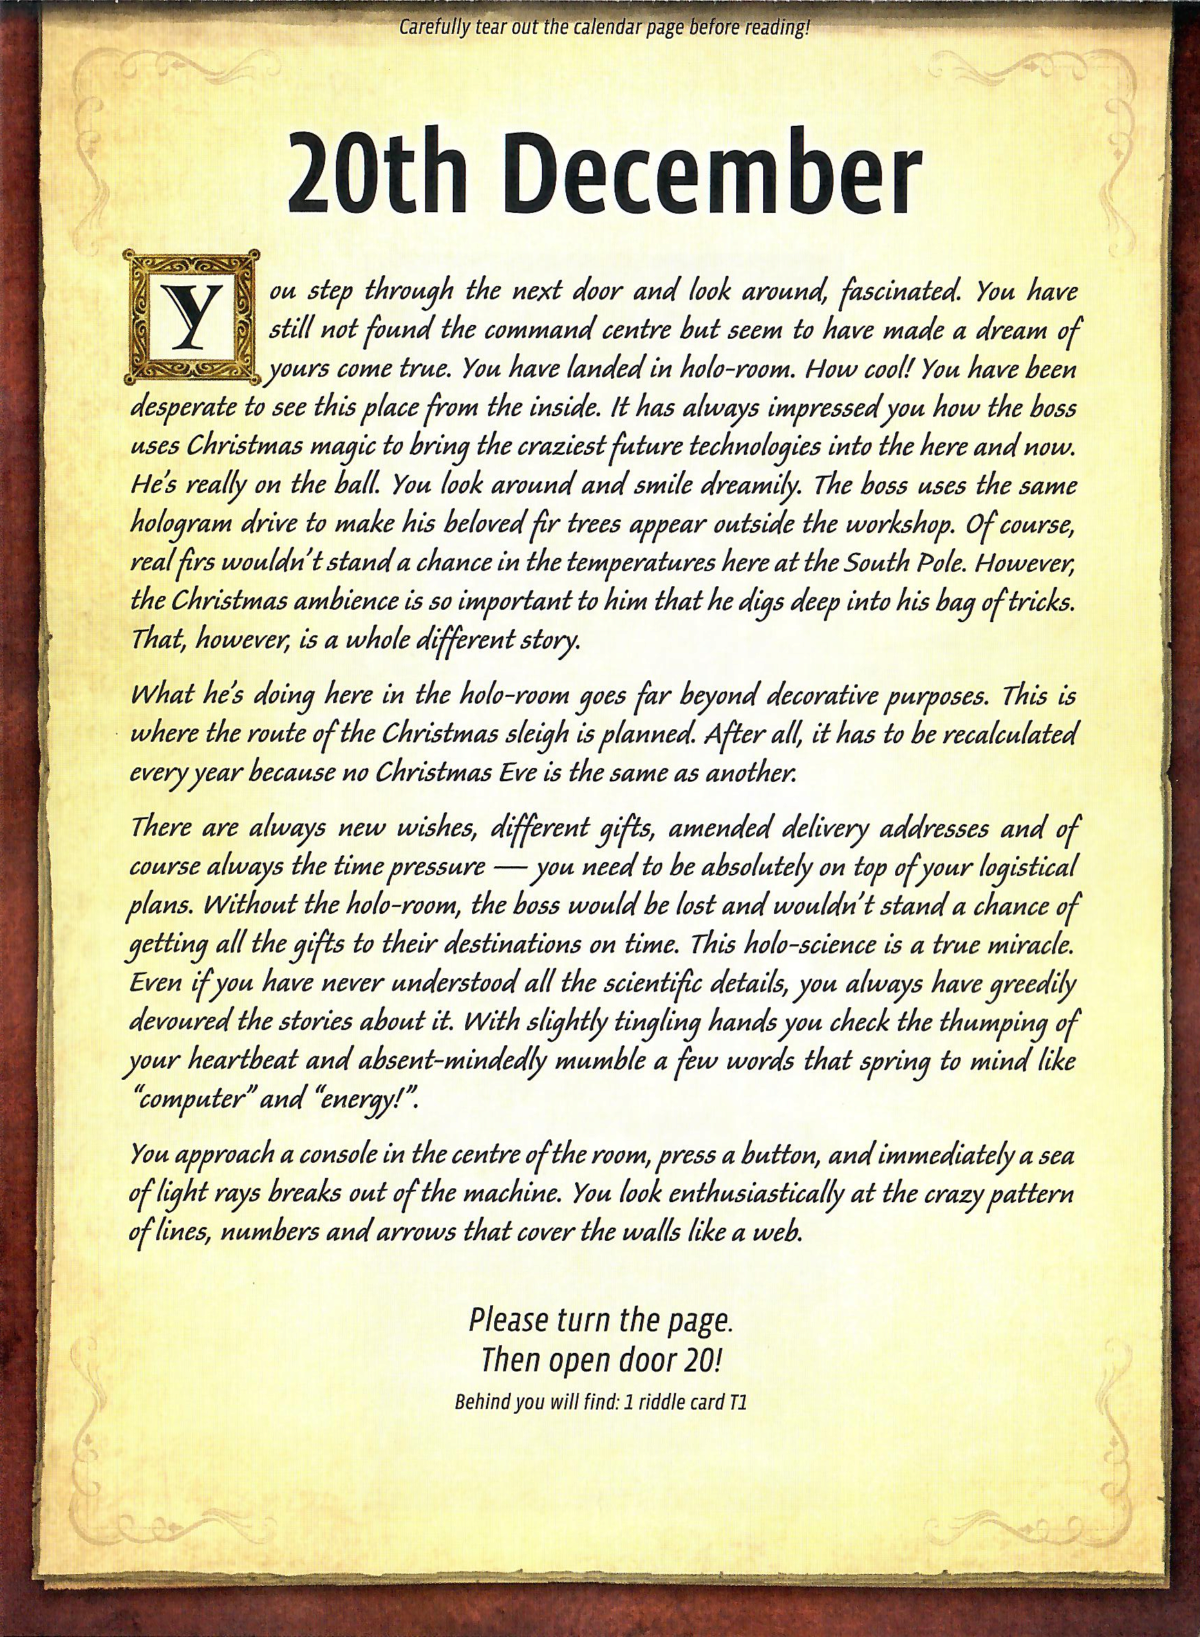 Carefully tear out the calendar page before reading!
20th December
You step through the next door and look around, fascinated. You have
still not found the command centre but seem to have made a dream of
yours come true. You have landed in holo-room. How cool! You have been
desperate to see this place from the inside. It has always impressed you how the boss
uses Christmas magic to bring the craziest future technologies into the here and now.
He's really on the ball. You look around and smile dreamily. The boss uses the same
hologram drive to make his beloved fir trees appear outside the workshop. Of course,
real firs wouldn't stand a chance in the temperatures here at the South Pole. However,
the Christmas ambience is so important to him that he digs deep into his bag of tricks.
That, however, is a whole different story.
What he's doing here in the holo-room goes far beyond decorative purposes. This is
where the route of the Christmas sleigh is planned. After all, it has to be recalculated
every year because no Christmas Eve is the same as another.
There are always new wishes, different gifts, amended delivery addresses and of
course always the time pressure — you need to be absolutely on top of your logistical
plans. Without the holo-room, the boss would be lost and wouldn't stand a chance of
getting all the gifts to their destinations on time. This holo-science is a true miracle.
Even if you have never understood all the scientific details, you always have greedily
devoured the stories about it. With slightly tingling hands you check the thumping of
your heartbeat and absent-mindedly mumble a few words that spring to mind like
“computer” and “energy!”.
You approach a console in the centre of the room, press a button, and immediately a sea
of light rays breaks out of the machine. You look enthusiastically at the crazy pattern
of lines, numbers and arrows that cover the walls like a web.
Please turn the page.
Then open door 20!
Behind you will find: 1 riddle card T1